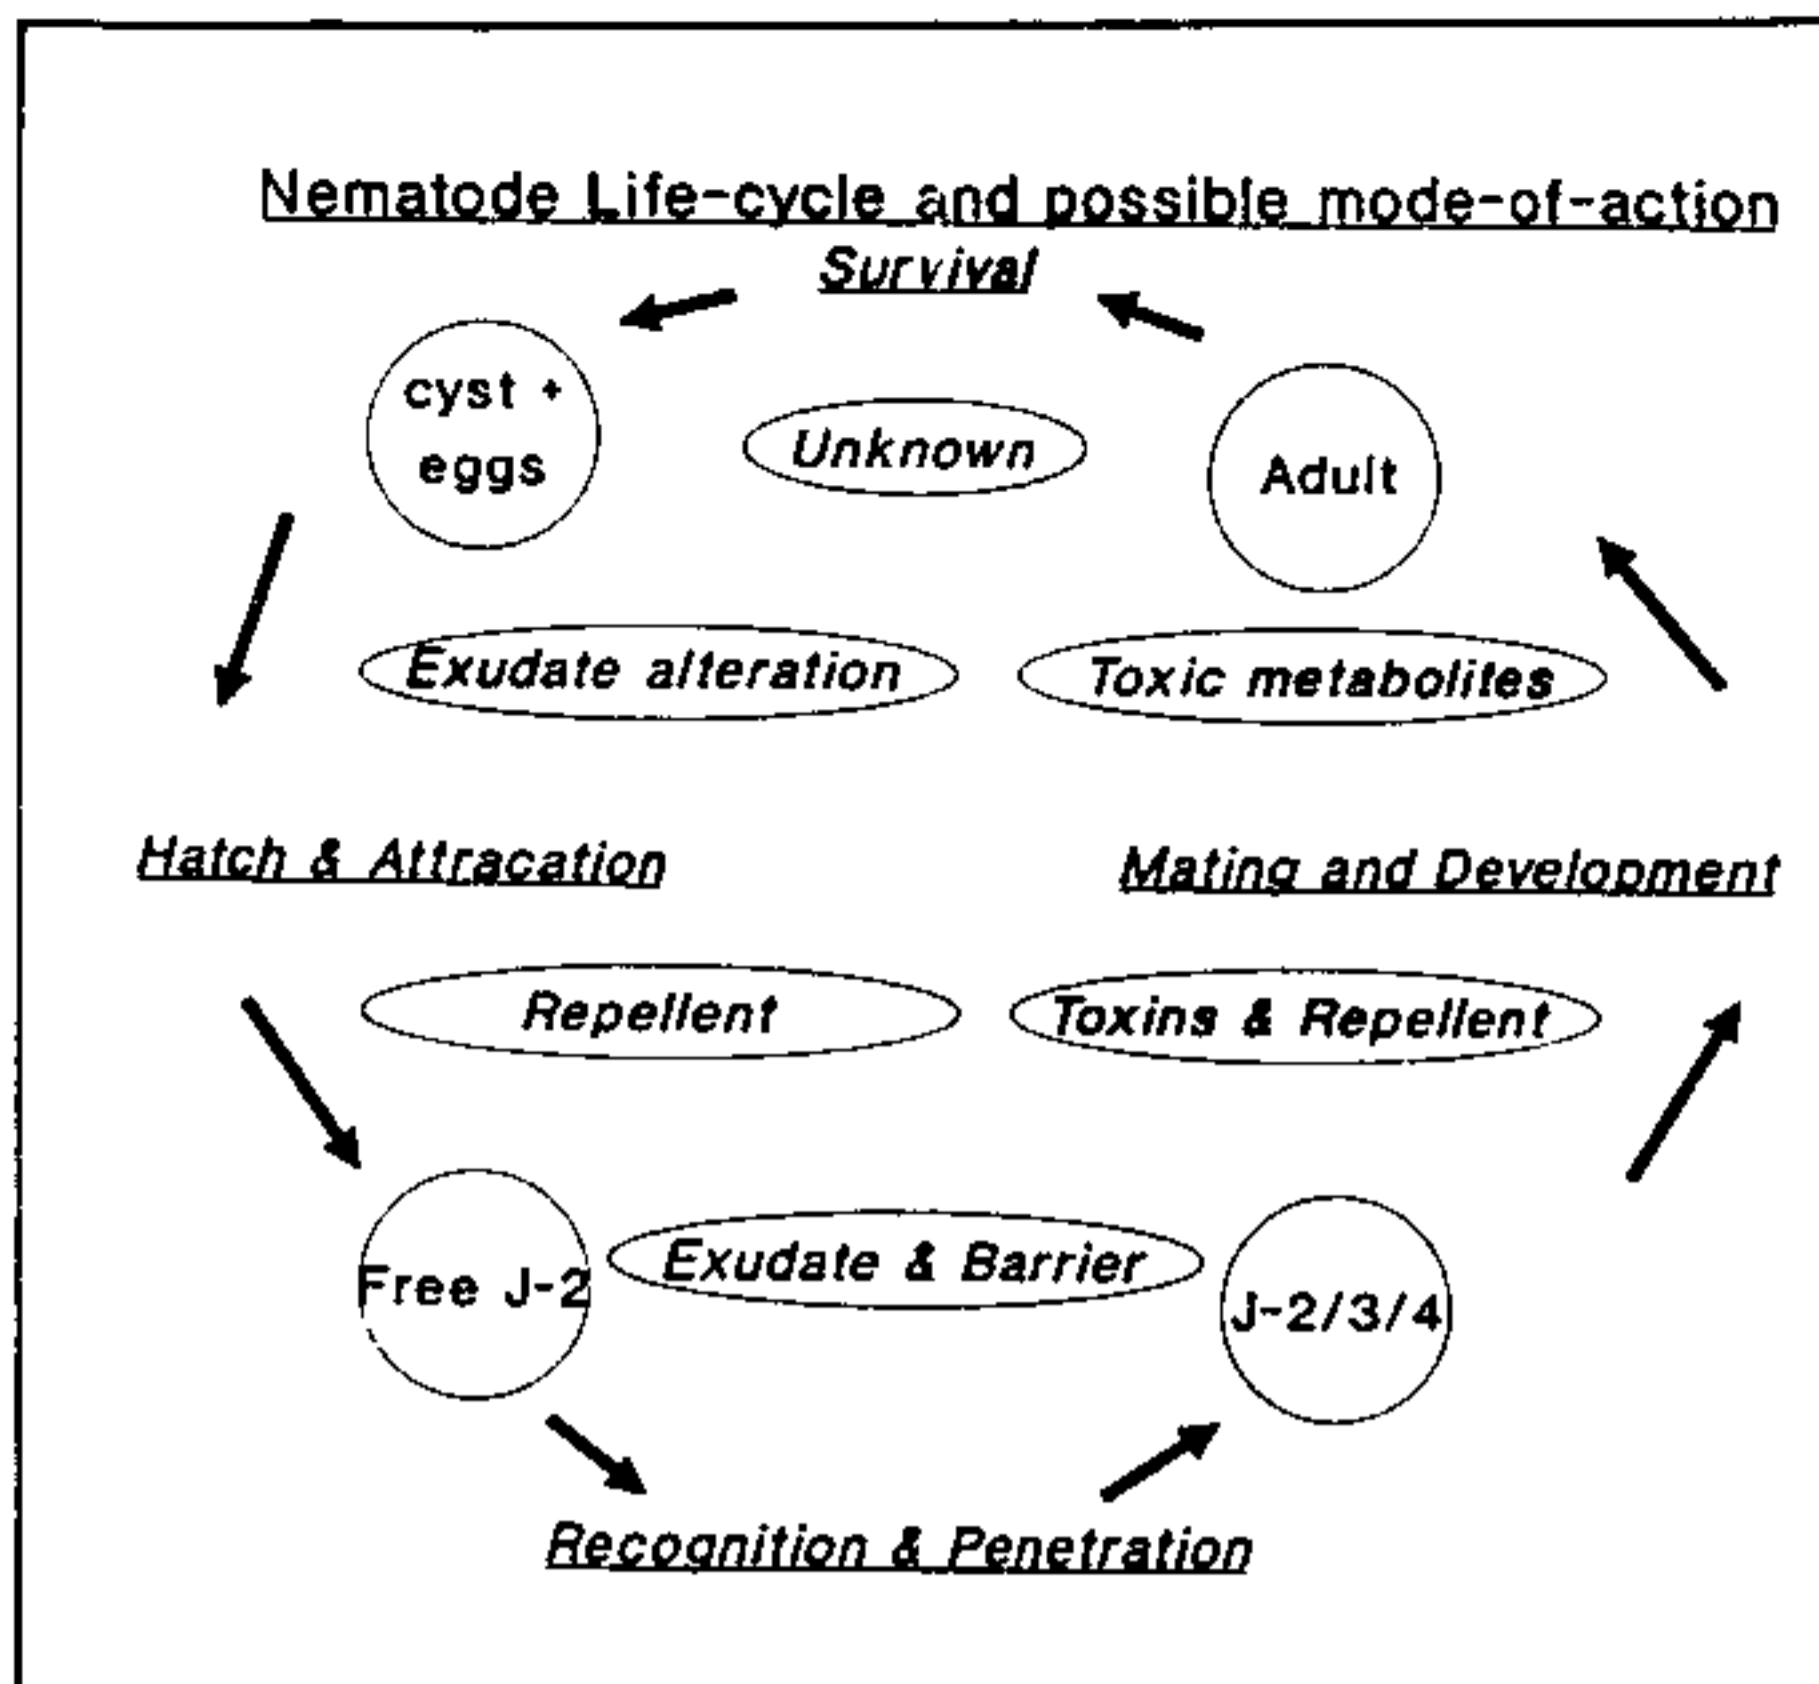 Nematode Life-cycle and possible mode-of-action
Survival
cyst +
eggs
Unknown
Adult
Exudate alteration
Toxic metabolites
Hatch & Attracation
Mating and Development
Repellent
Toxins & Repellent
Free J-2
Exudate & Barrier
J-2/3/4
Recognition & Penetration